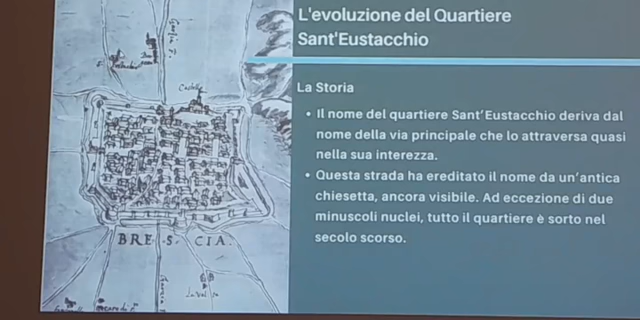 L'evoluzione del Quartiere
Sant'Eustacchio
La Storia
• Il nome del quartiere Sant'Eustacchio deriva dal
nome della via principale che lo attraversa quasi
nella sua interezza.
• Questa strada ha ereditato il nome da un'antica
chiesetta, ancora visibile. Ad eccezione di due
minuscoli nuclei, tutto il quartiere è sorto nel
secolo scorso.
BRESCIA